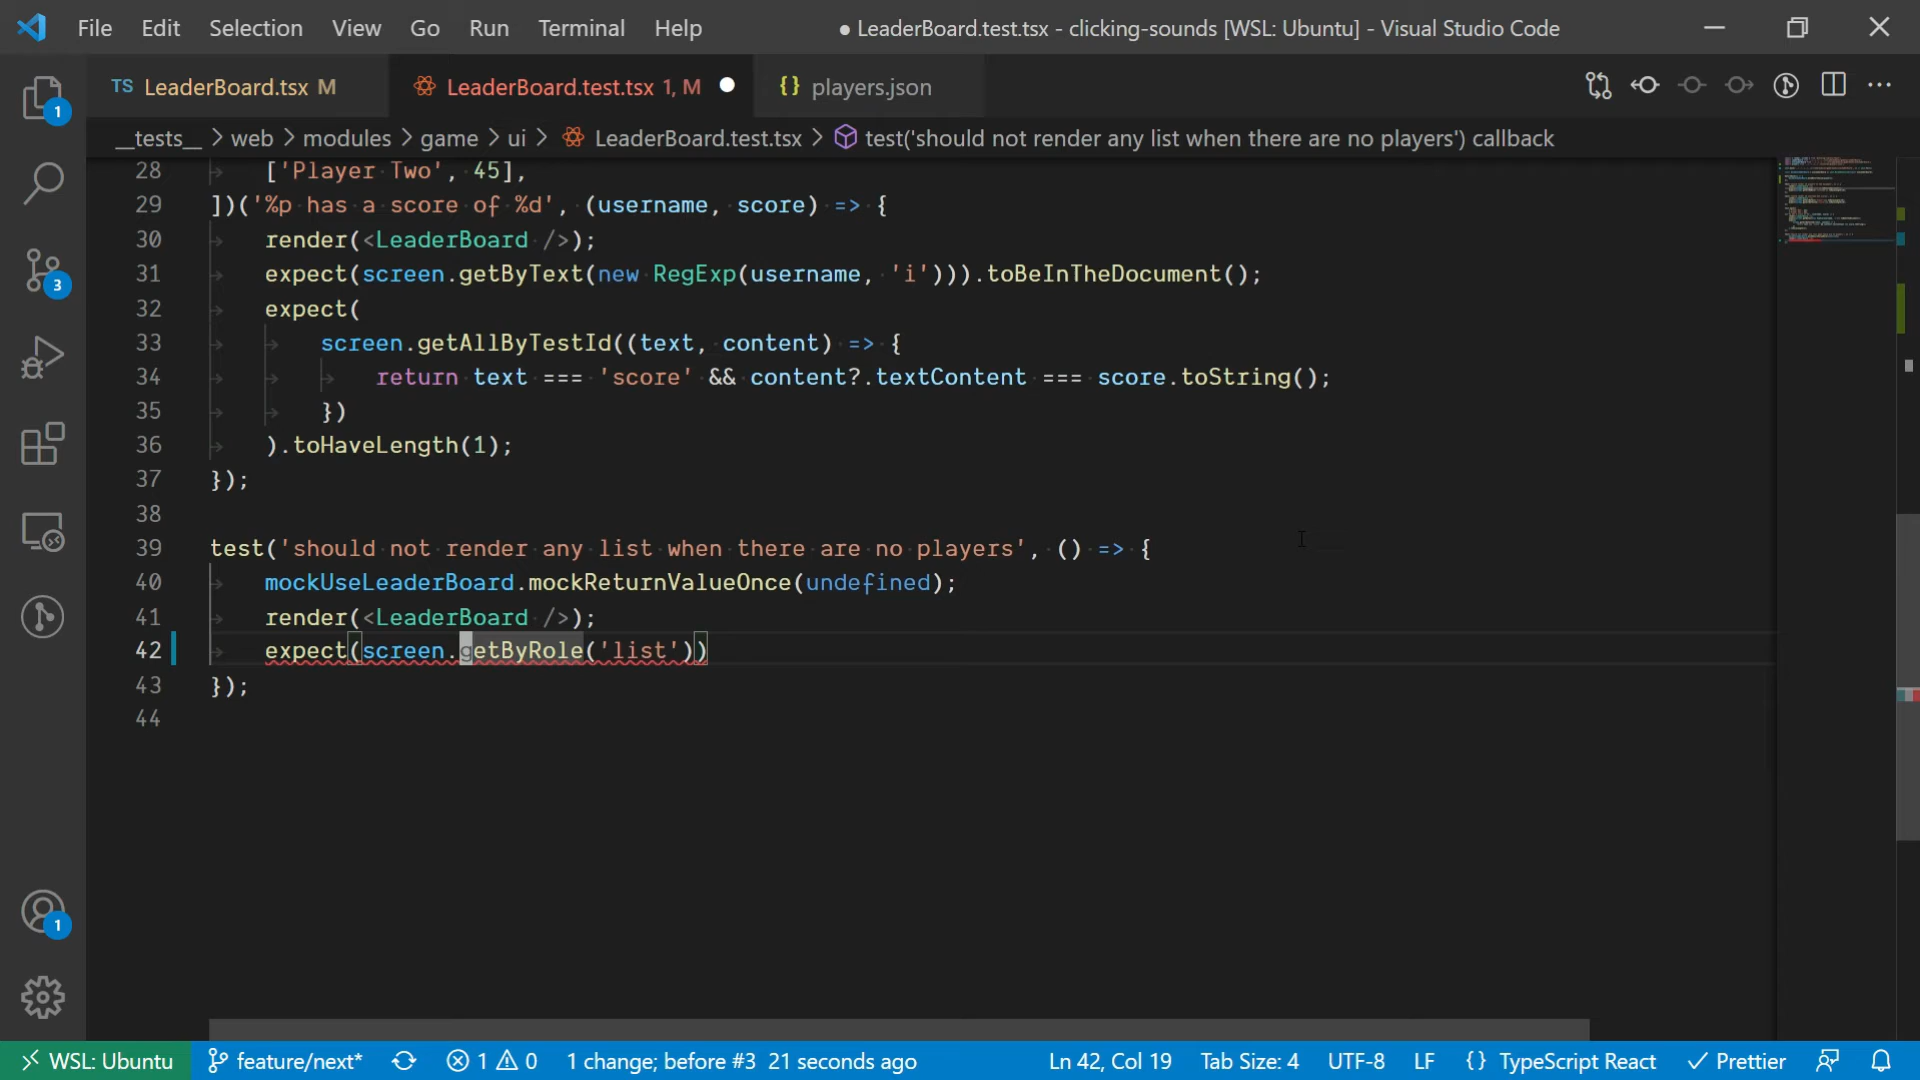 File Edit Selection View Go Run Terminal Help ● LeaderBoard.test.tsx - clicking-sounds [WSL: Ubuntu] - Visual Studio Code
TS LeaderBoard.tsx M LeaderBoard.test.tsx 1, M {} players.json
__tests__ > web > modules > game > ui > LeaderBoard.test.tsx > test('should not render any list when there are no players') callback
28 ['Player Two', 45],
29 ])('%p has a score of %d', (username, score) => {
30 render(<LeaderBoard />);
31 expect(screen.getByText(new RegExp(username, 'i'))).toBeInTheDocument();
32 expect(
33 screen.getAllByTestId((text, content) => {
34 return text === 'score' && content?.textContent === score.toString();
35 })
36 ).toHaveLength(1);
37 });
38
39 test('should not render any list when there are no players', () => {
40 mockUseLeaderBoard.mockReturnValueOnce(undefined);
41 render(<LeaderBoard />);
42 expect(screen.getByRole('list'))
43 });
44
1
3
1
WSL: Ubuntu feature/next* 1 0 1 change; before #3 21 seconds ago Ln 42, Col 19 Tab Size: 4 UTF-8 LF {} TypeScript React Prettier